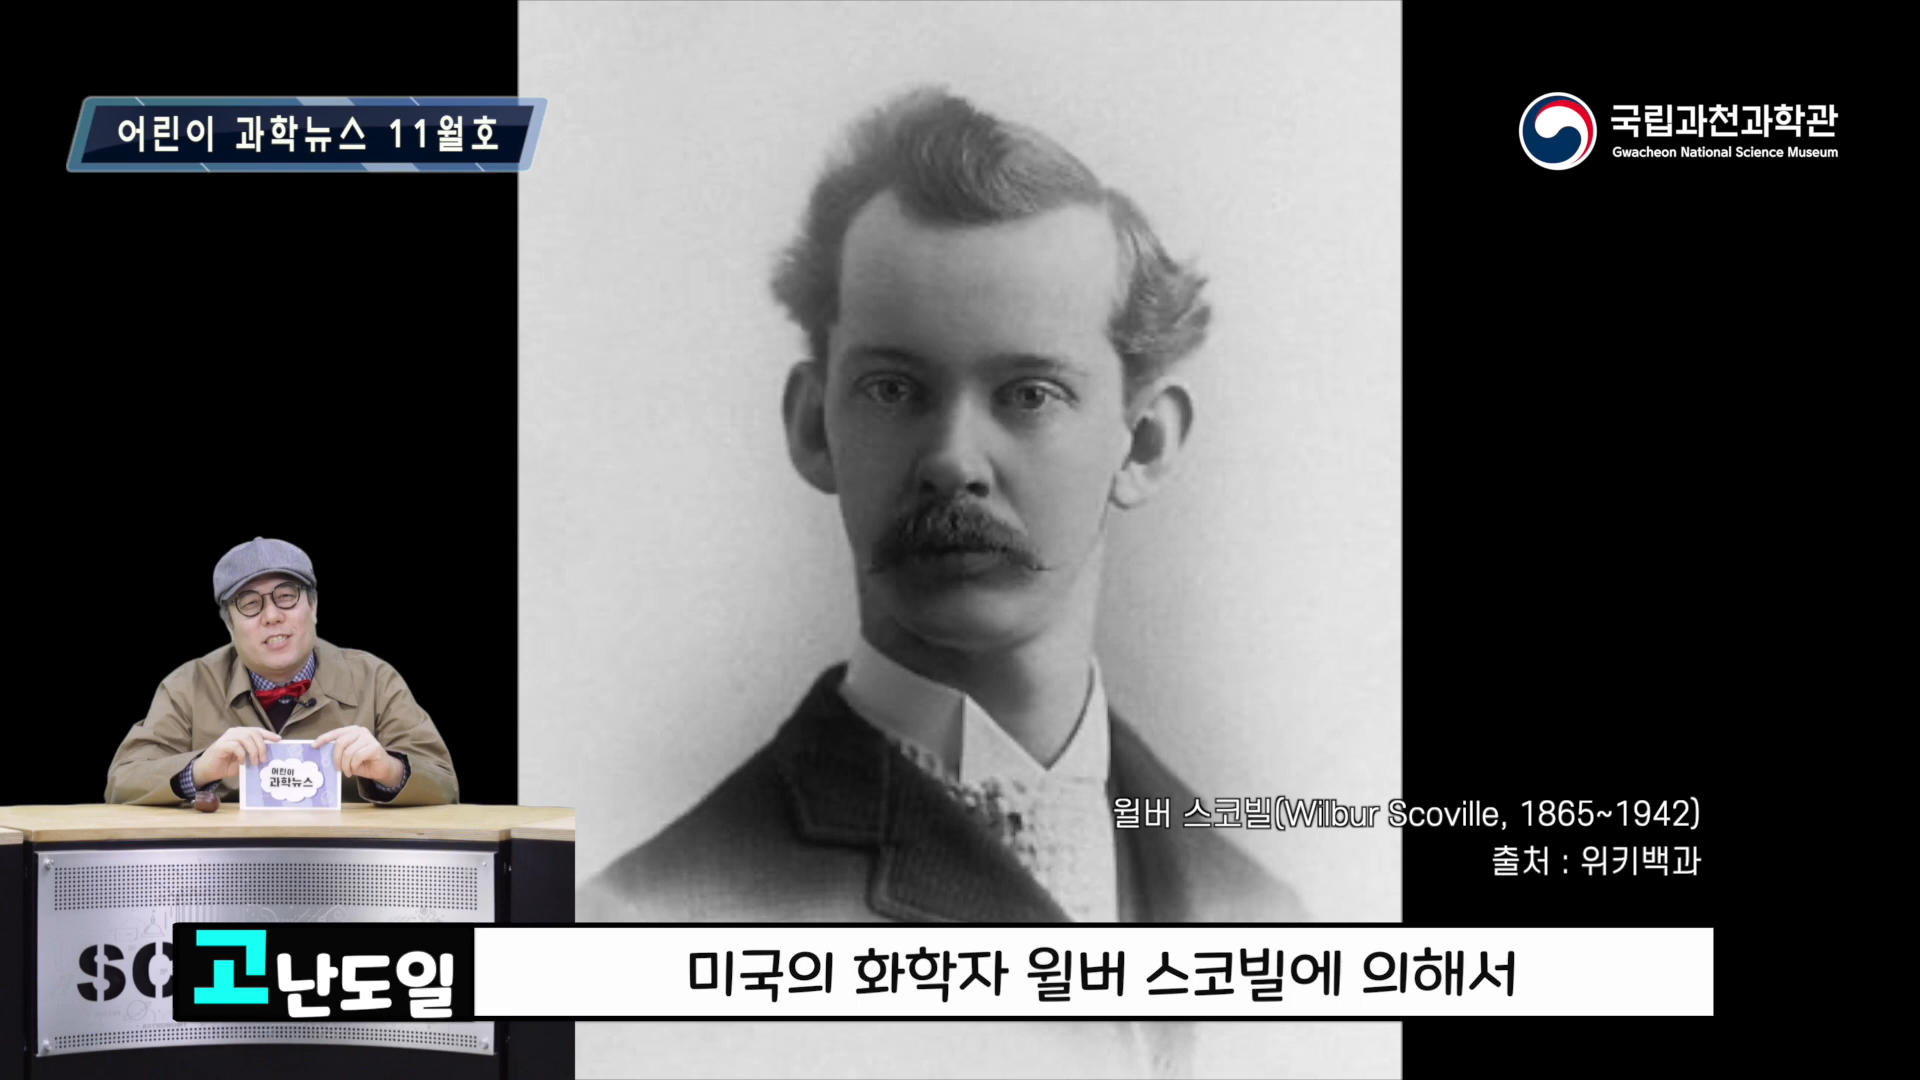 어린이 과학뉴스 11월호
국립과천과학관
Gwacheon National Science Museum
어린이
과학뉴스
윌버 스코빌(Wilbur Scoville, 1865~1942)
출처 : 위키백과
SC
고난도일
미국의 화학자 윌버 스코빌에 의해서